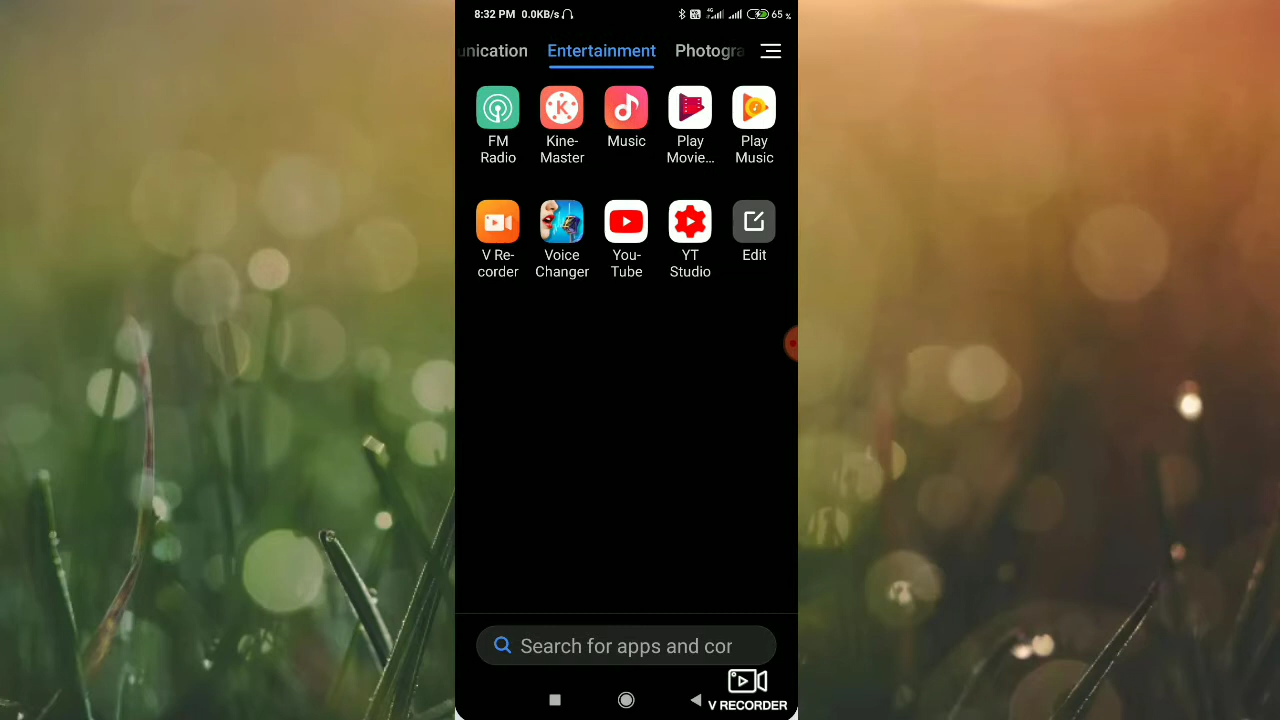 8:32 PM 0.0KB/s 4G 65 %
unication Entertainment Photogra
FM
Radio
Kine-
Master
Music
Play
Movie...
Play
Music
V Re-
corder
Voice
Changer
You-
Tube
YT
Studio
Edit
Search for apps and cor
V RECORDER